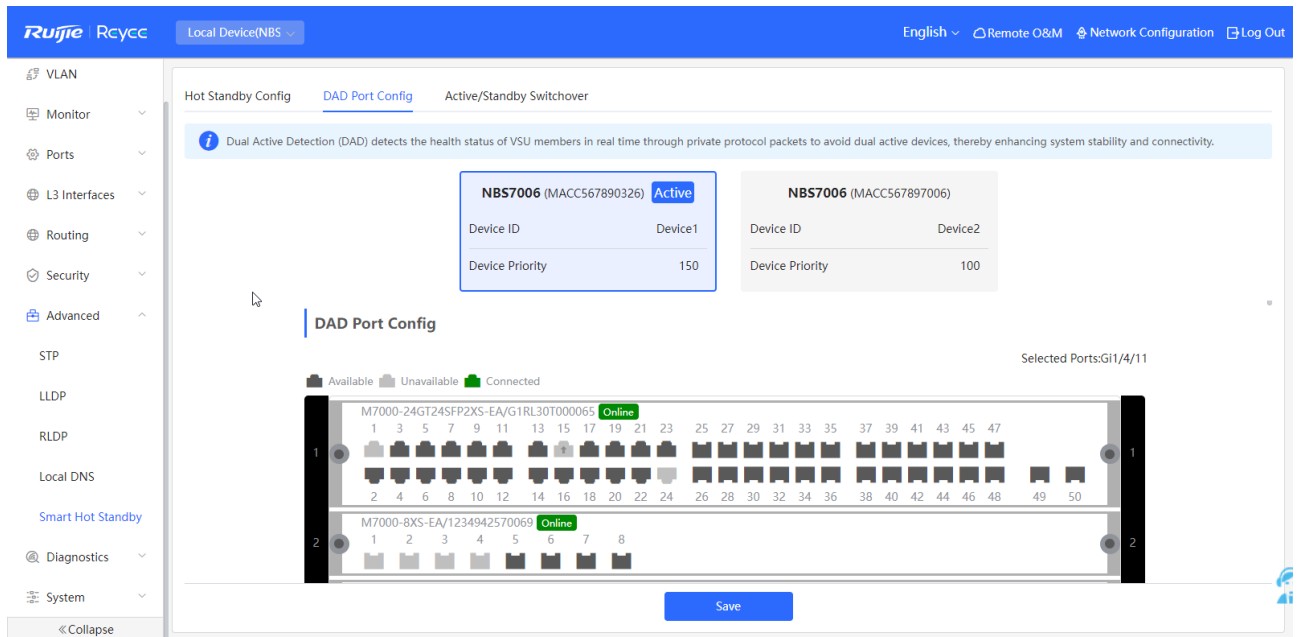 Ruijie | Rcycc Local Device(NBS English Remote O&M Network Configuration Log Out
VLAN
Monitor
Ports
L3 Interfaces
Routing
Security
Advanced
STP
LLDP
RLDP
Local DNS
Smart Hot Standby
Diagnostics
System
«Collapse
Hot Standby Config DAD Port Config Active/Standby Switchover
Dual Active Detection (DAD) detects the health status of VSU members in real time through private protocol packets to avoid dual active devices, thereby enhancing system stability and connectivity.
NBS7006 (MACC567890326) Active
Device ID Device1
Device Priority 150
NBS7006 (MACC567897006)
Device ID Device2
Device Priority 100
DAD Port Config
Selected Ports:Gi1/4/11
Available Unavailable Connected
M7000-24GT24SFP2XS-EA/G1RL30T000065 Online
1 3 5 7 9 11 13 15 17 19 21 23 25 27 29 31 33 35 37 39 41 43 45 47
1 1
2 4 6 8 10 12 14 16 18 20 22 24 26 28 30 32 34 36 38 40 42 44 46 48 49 50
M7000-8XS-EA/1234942570069 Online
1 2 3 4 5 6 7 8
2 2
Save